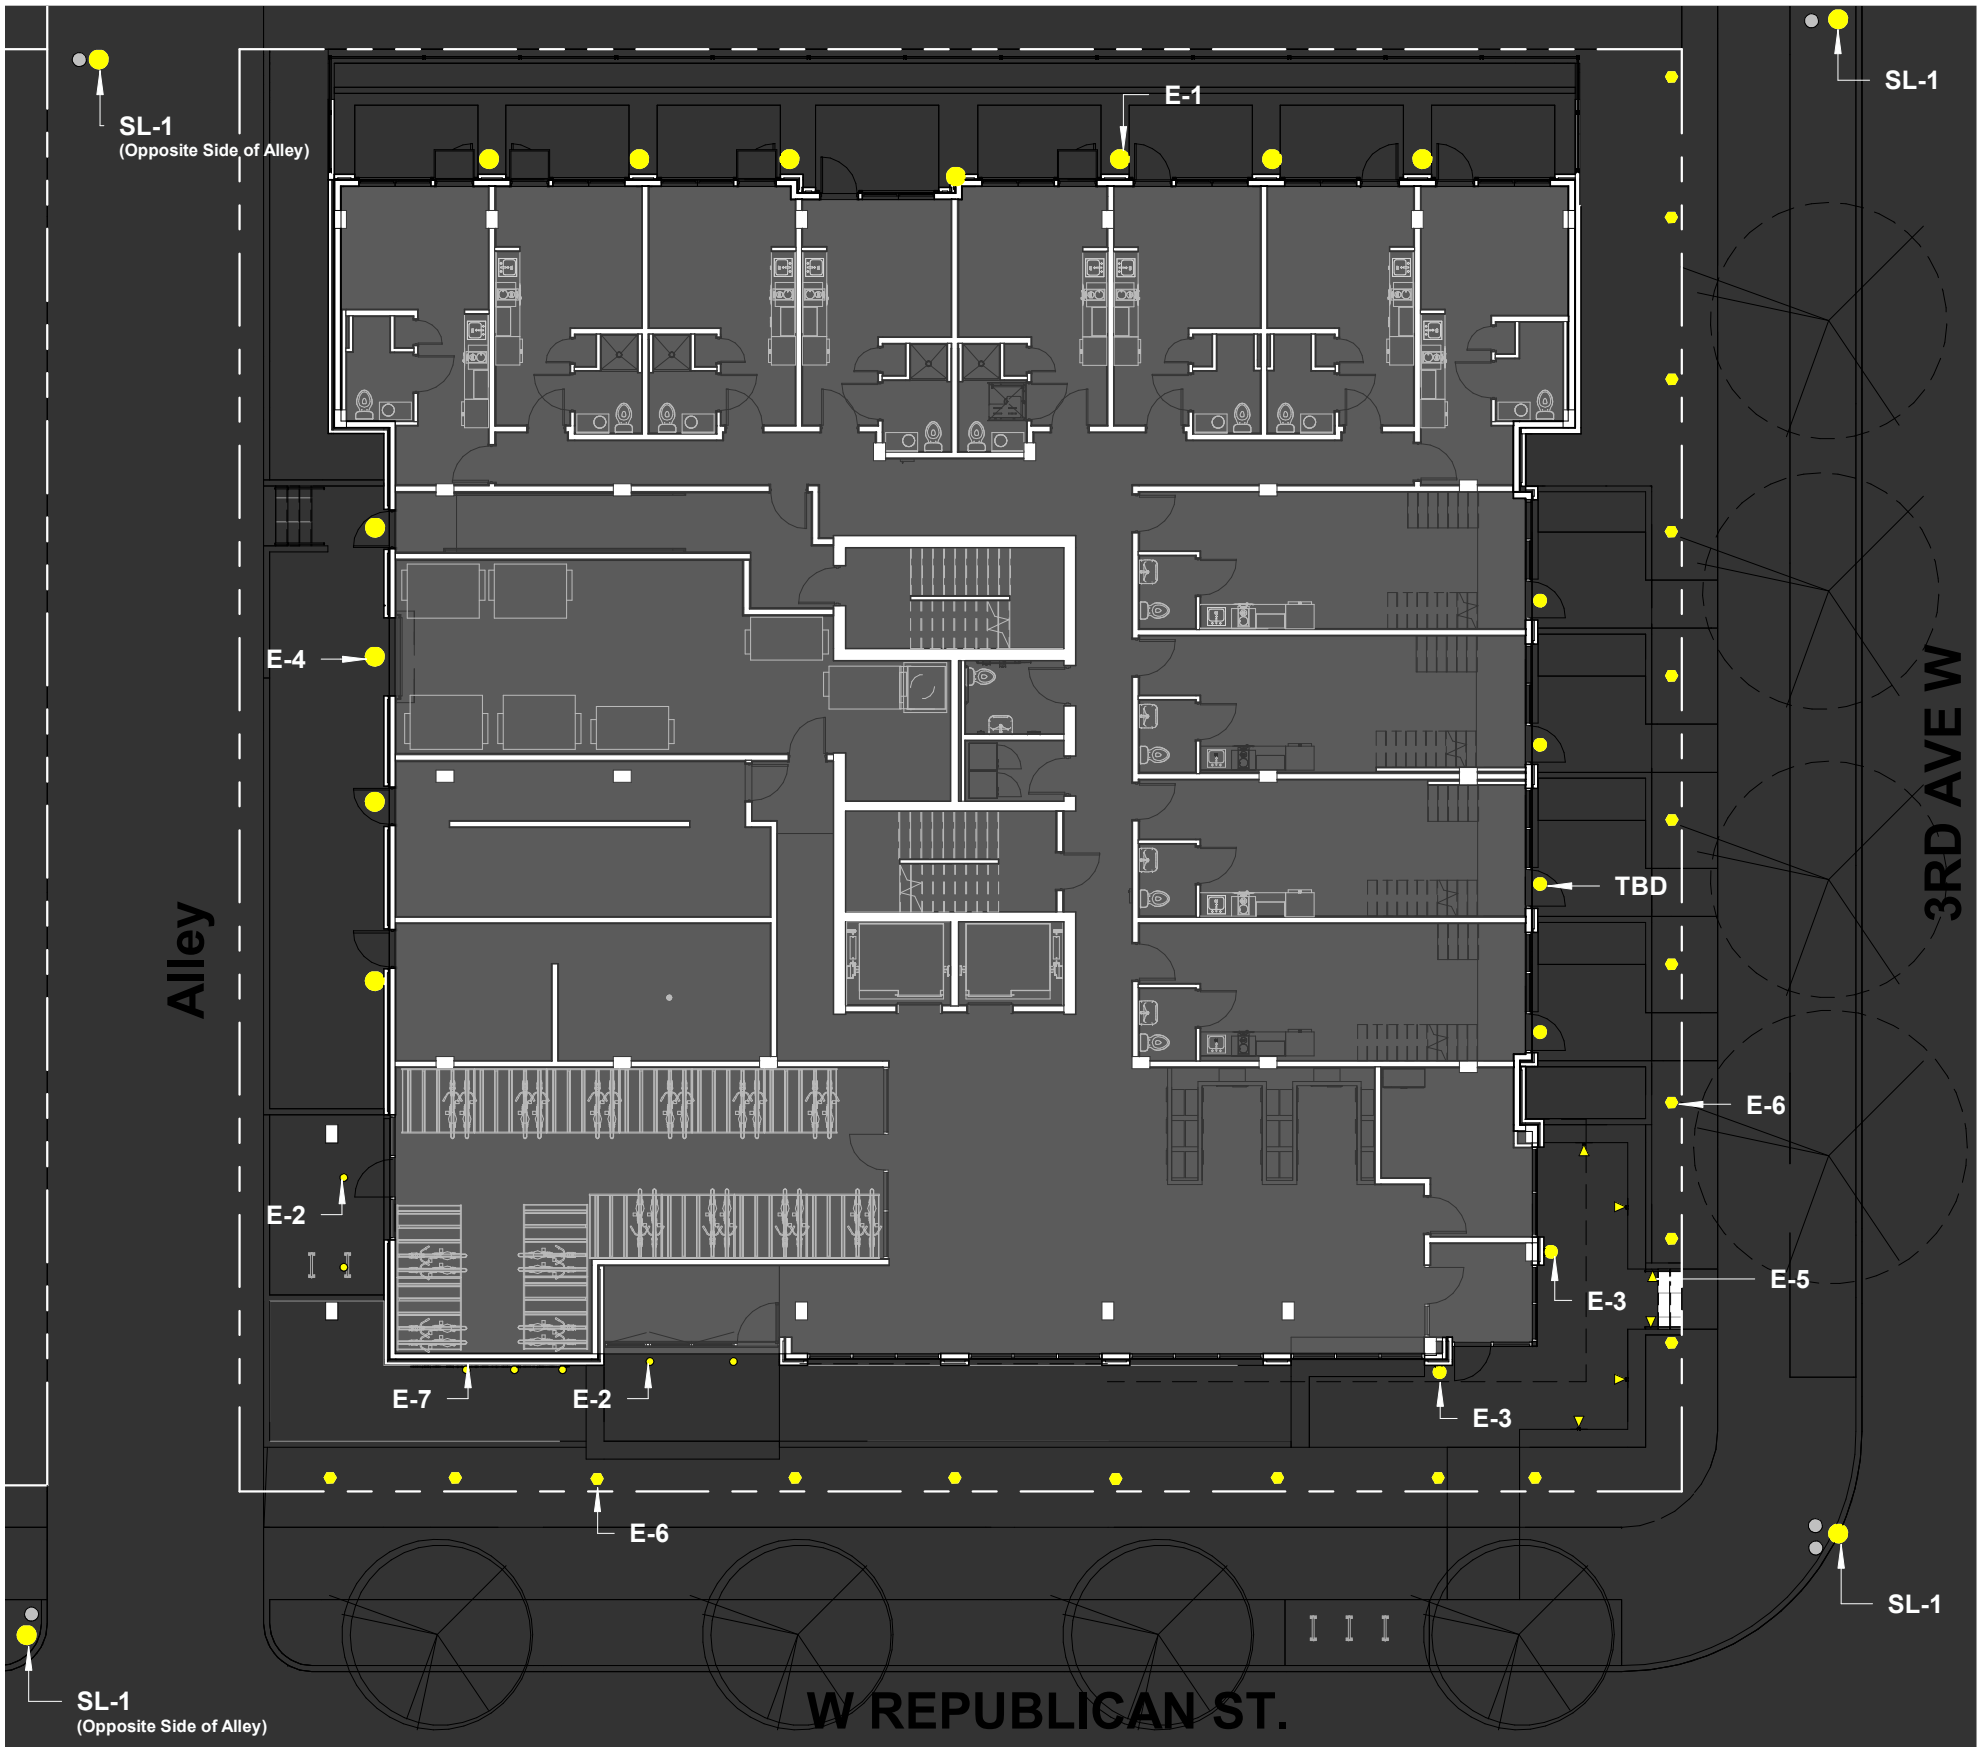 SL-1
SL-1
(Opposite Side of Alley)
E-1
E-4
3RD AVE W
TBD
Alley
E-6
E-2
E-5
E-3
E-7
E-2
E-3
E-6
SL-1
SL-1
(Opposite Side of Alley)
W REPUBLICAN ST.